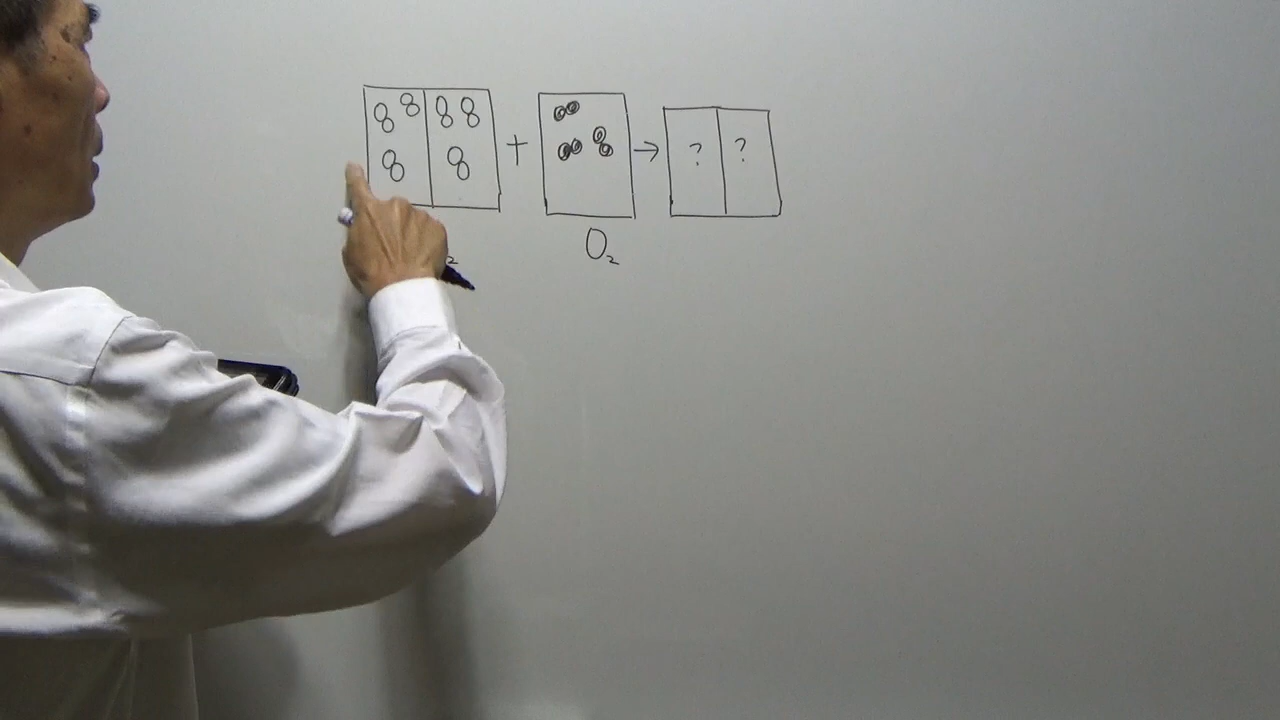 + → ? ?
O₂